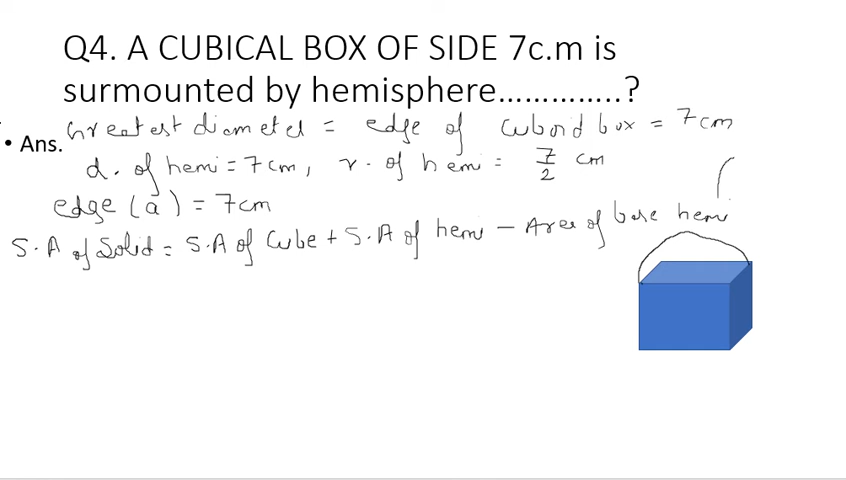 Q4. A CUBICAL BOX OF SIDE 7c.m is
surmounted by hemisphere…………..?
• Ans. Greatest diameter = edge of cuboid box = 7cm
d. of hemi = 7cm, r. of hemi = 7/2 cm
edge (a) = 7cm
S.A of Solid = S.A of Cube + S.A of hemi - Area of base hemi